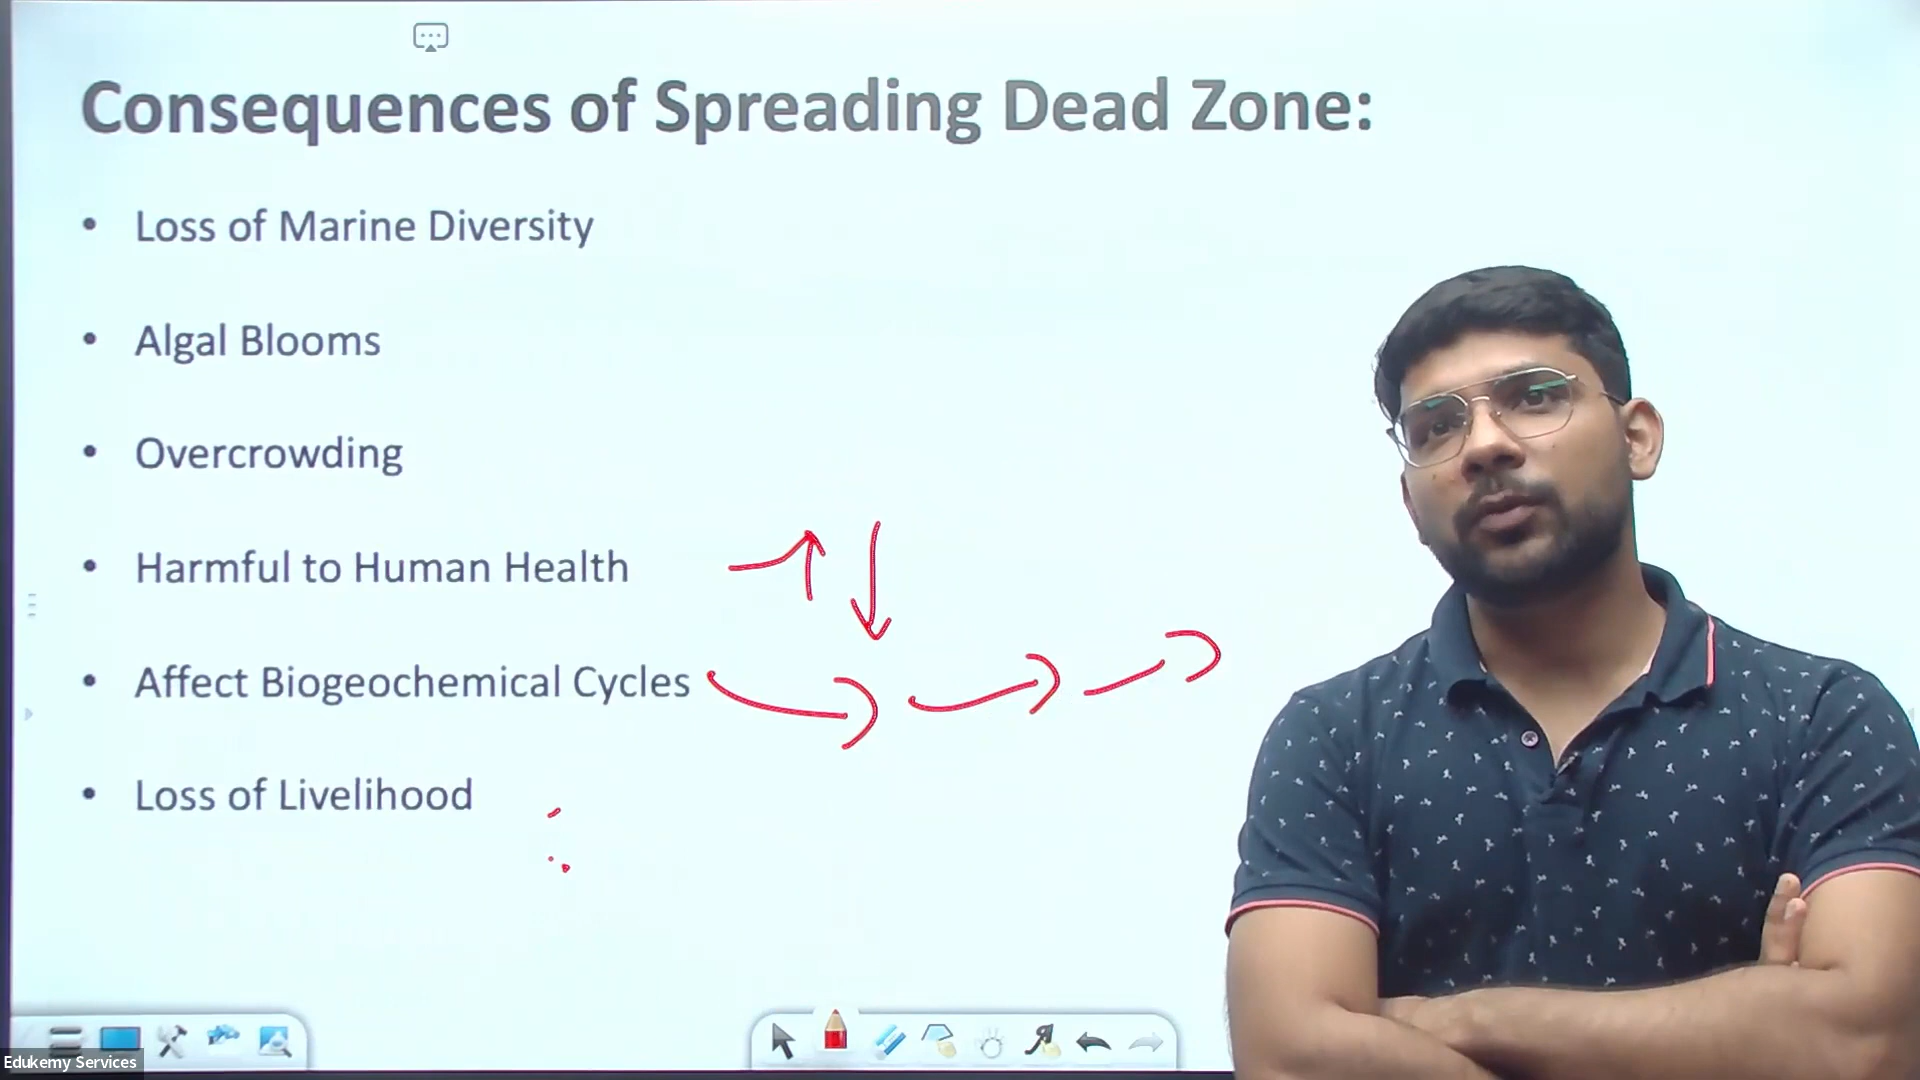 Consequences of Spreading Dead Zone:
• Loss of Marine Diversity
• Algal Blooms
• Overcrowding
• Harmful to Human Health
• Affect Biogeochemical Cycles
• Loss of Livelihood
Edukemy Services